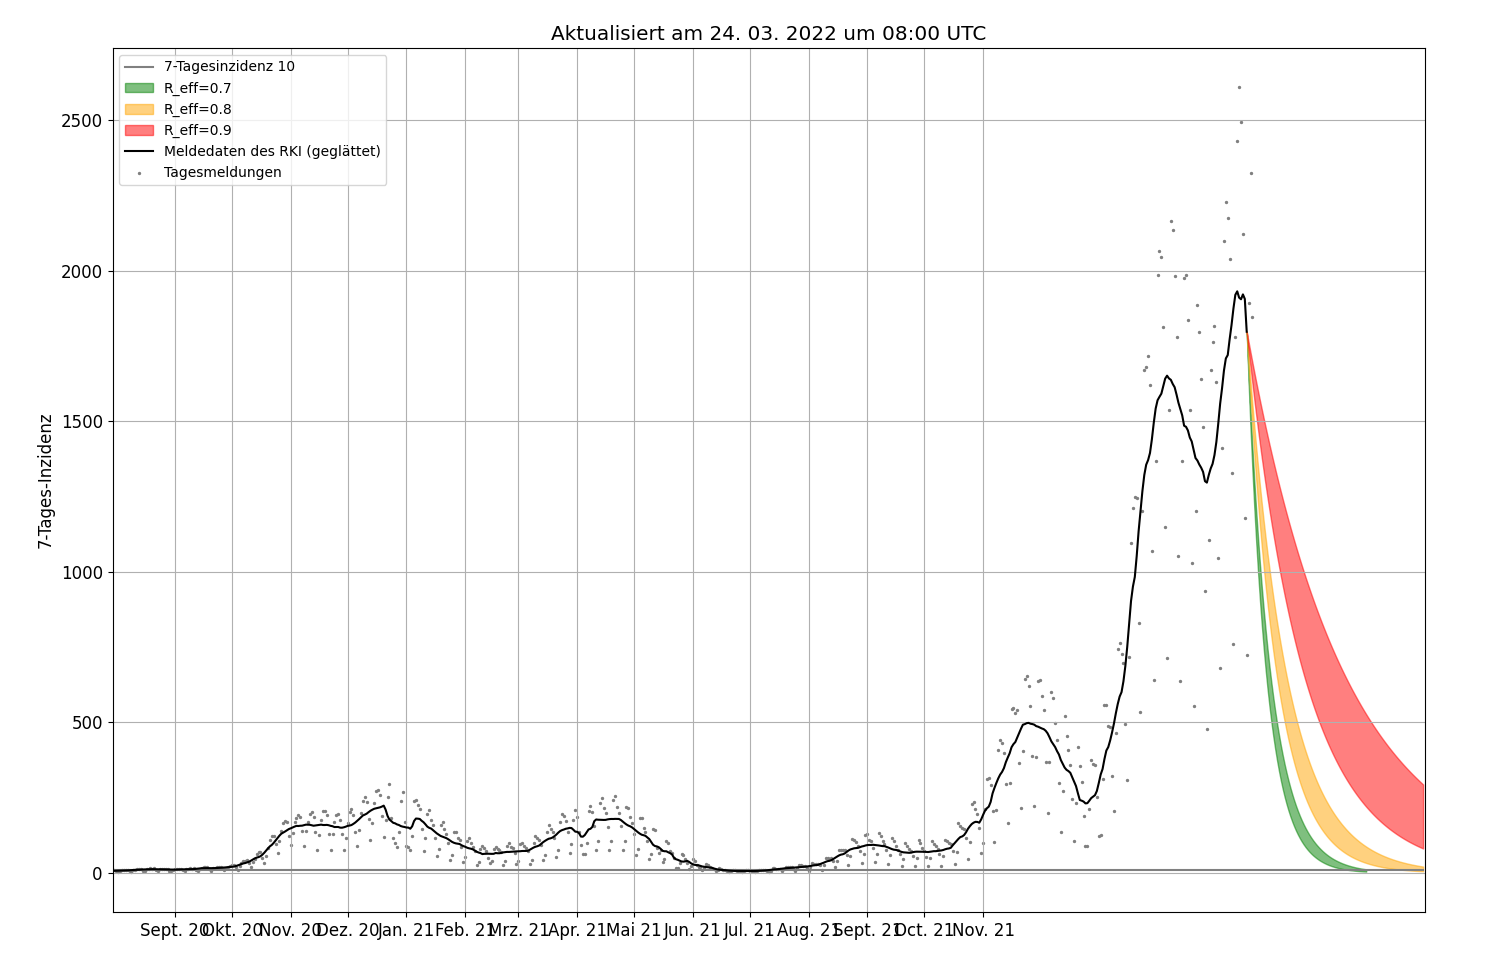 Aktualisiert am 24. 03. 2022 um 08:00 UTC
7-Tagesinzidenz 10
R_eff=0.7
R_eff=0.8
R_eff=0.9
Meldedaten des RKI (geglättet)
Tagesmeldungen
2500
2000
1500
1000
500
0
7-Tages-Inzidenz
Sept. 20 Okt. 20 Nov. 20 Dez. 20 Jan. 21 Feb. 21 Mrz. 21 Apr. 21 Mai 21 Jun. 21 Jul. 21 Aug. 21 Sept. 21 Oct. 21 Nov. 21